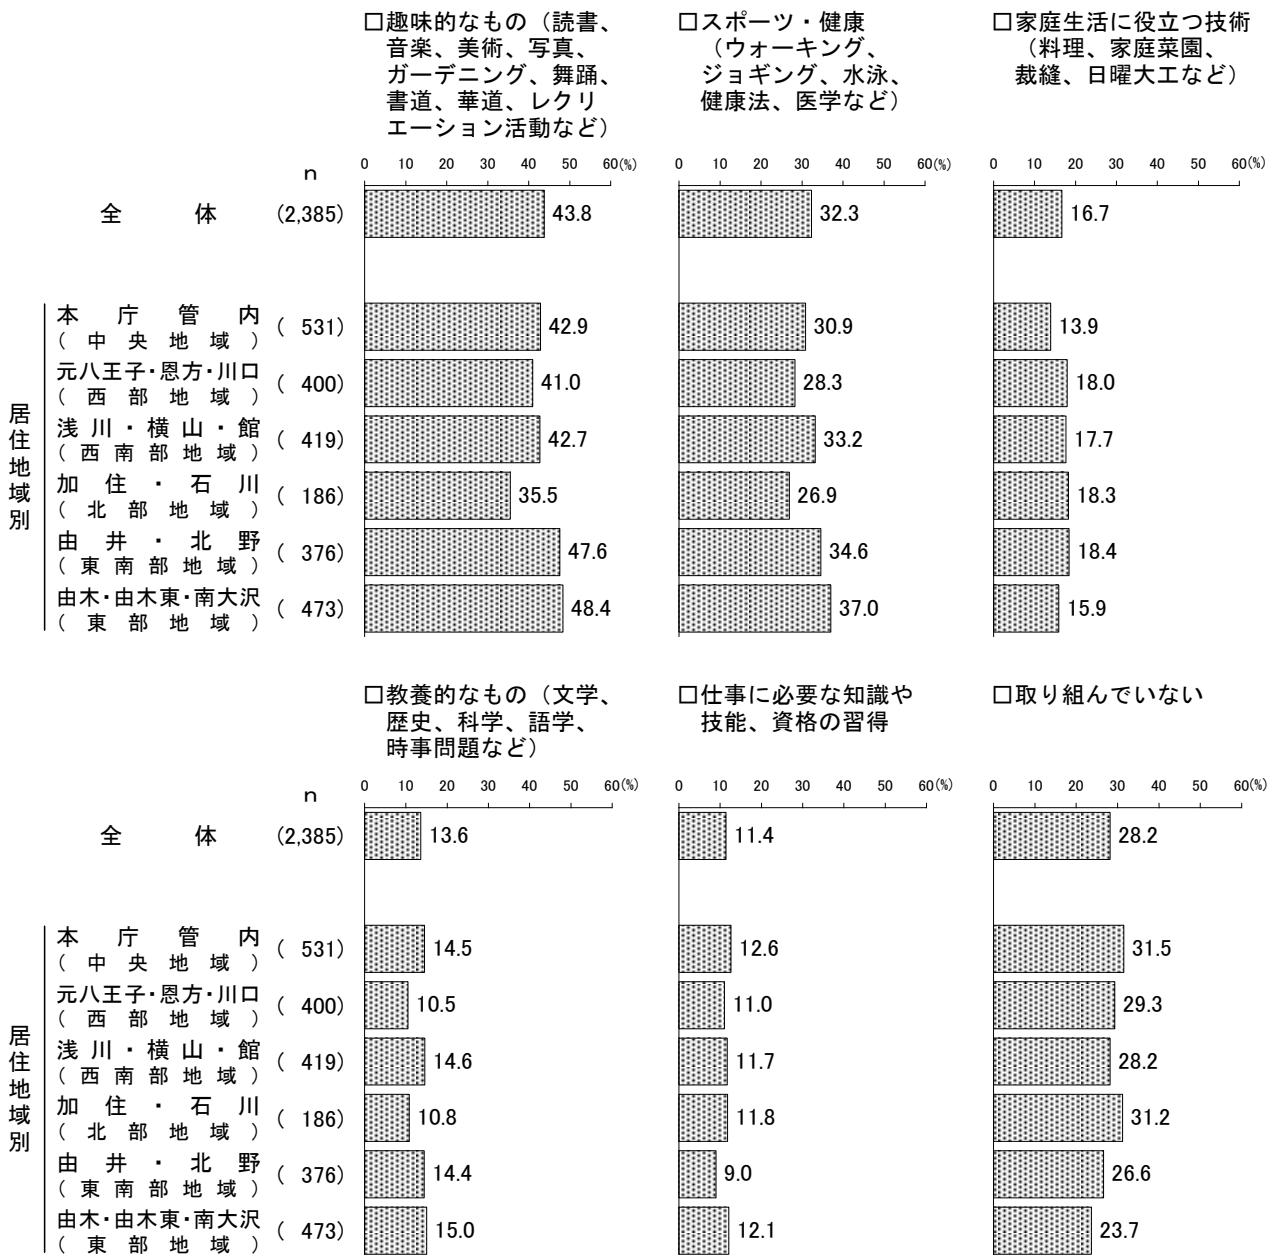 □趣味的なもの（読書、
音楽、美術、写真、
ガーデニング、舞踊、
書道、華道、レクリ
エーション活動など）
□スポーツ・健康
（ウォーキング、
ジョギング、水泳、
健康法、医学など）
□家庭生活に役立つ技術
（料理、家庭菜園、
裁縫、日曜大工など）
0 10 20 30 40 50 60(%)
0 10 20 30 40 50 60(%)
0 10 20 30 40 50 60(%)
n
全体 (2,385) 43.8 32.3 16.7
居住地域別
本庁管内
(中央地域) (531) 42.9 30.9 13.9
元八王子・恩方・川口
(西部地域) (400) 41.0 28.3 18.0
浅川・横山・館
(西南部地域) (419) 42.7 33.2 17.7
加住・石川
(北部地域) (186) 35.5 26.9 18.3
由井・北野
(東南部地域) (376) 47.6 34.6 18.4
由木・由木東・南大沢
(東部地域) (473) 48.4 37.0 15.9
□教養的なもの（文学、
歴史、科学、語学、
時事問題など）
□仕事に必要な知識や
技能、資格の習得
□取り組んでいない
0 10 20 30 40 50 60(%)
0 10 20 30 40 50 60(%)
0 10 20 30 40 50 60(%)
n
全体 (2,385) 13.6 11.4 28.2
居住地域別
本庁管内
(中央地域) (531) 14.5 12.6 31.5
元八王子・恩方・川口
(西部地域) (400) 10.5 11.0 29.3
浅川・横山・館
(西南部地域) (419) 14.6 11.7 28.2
加住・石川
(北部地域) (186) 10.8 11.8 31.2
由井・北野
(東南部地域) (376) 14.4 9.0 26.6
由木・由木東・南大沢
(東部地域) (473) 15.0 12.1 23.7